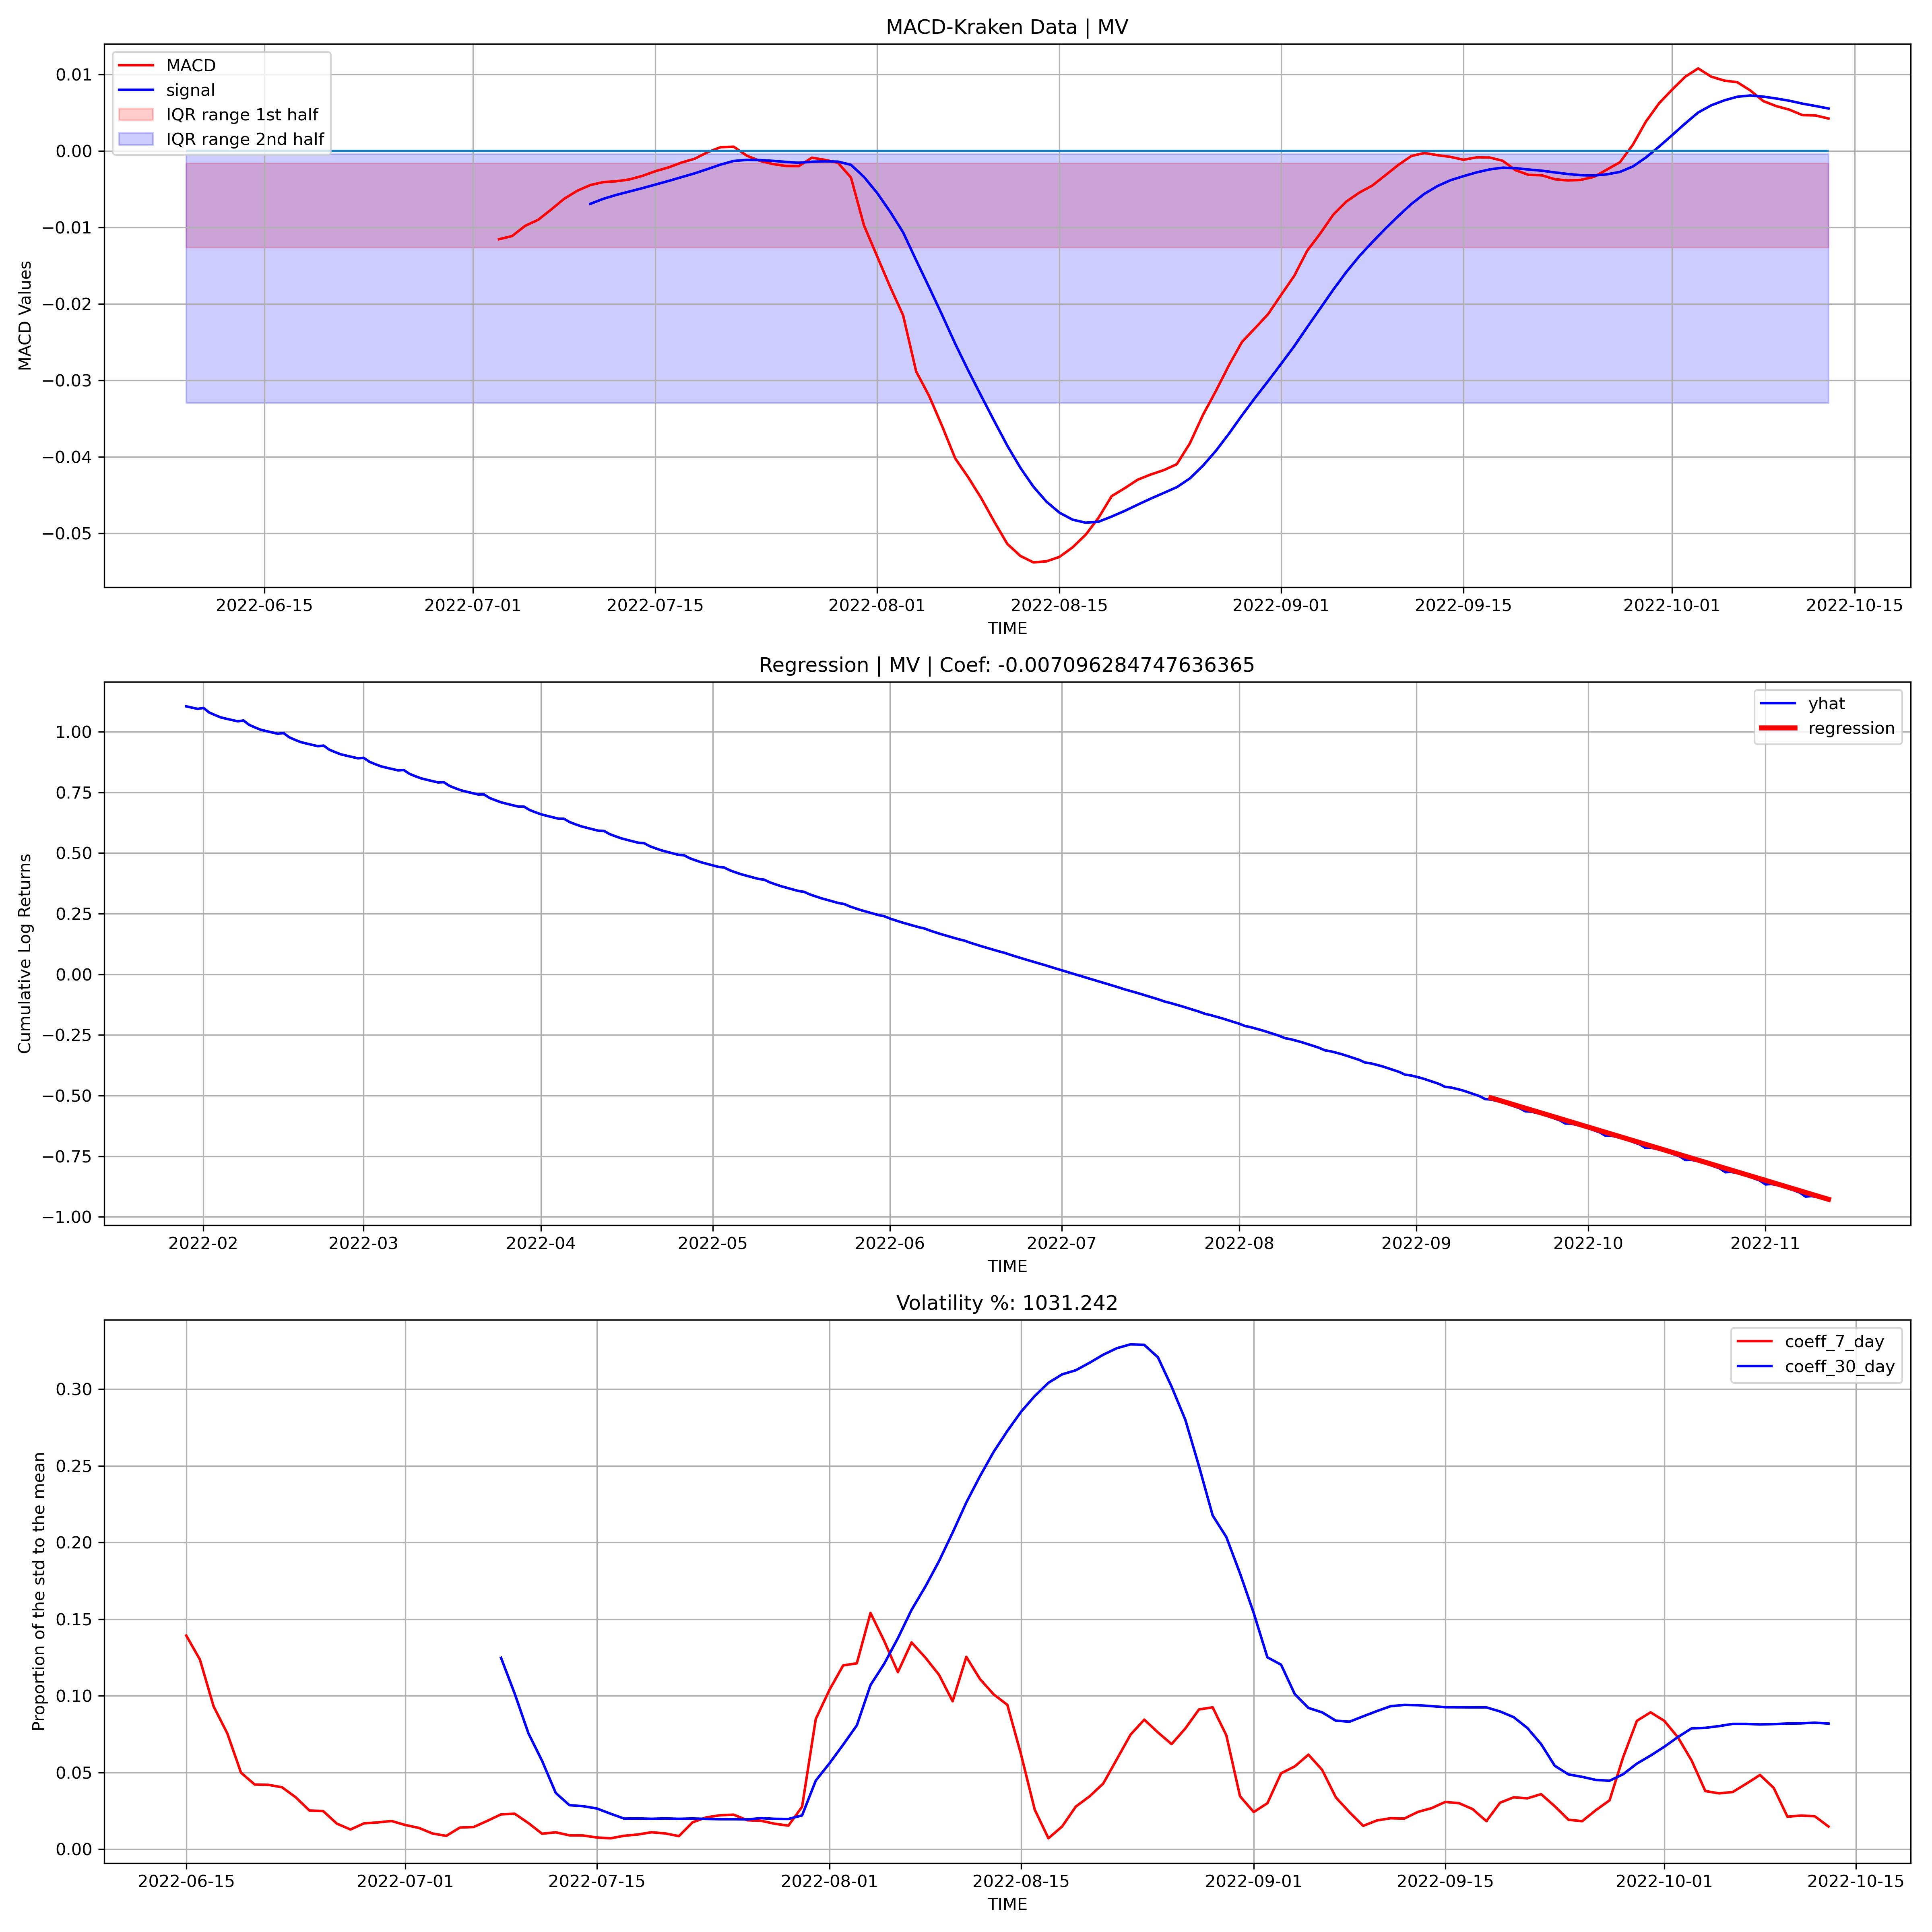 MACD-Kraken Data | MV
MACD
signal
IQR range 1st half
IQR range 2nd half
0.01
0.00
−0.01
−0.02
−0.03
−0.04
−0.05
MACD Values
2022-06-15 2022-07-01 2022-07-15 2022-08-01 2022-08-15 2022-09-01 2022-09-15 2022-10-01 2022-10-15
TIME
Regression | MV | Coef: -0.007096284747636365
yhat
regression
1.00
0.75
0.50
0.25
0.00
−0.25
−0.50
−0.75
−1.00
Cumulative Log Returns
2022-02 2022-03 2022-04 2022-05 2022-06 2022-07 2022-08 2022-09 2022-10 2022-11
TIME
Volatility %: 1031.242
coeff_7_day
coeff_30_day
0.30
0.25
0.20
0.15
0.10
0.05
0.00
Proportion of the std to the mean
2022-06-15 2022-07-01 2022-07-15 2022-08-01 2022-08-15 2022-09-01 2022-09-15 2022-10-01 2022-10-15
TIME